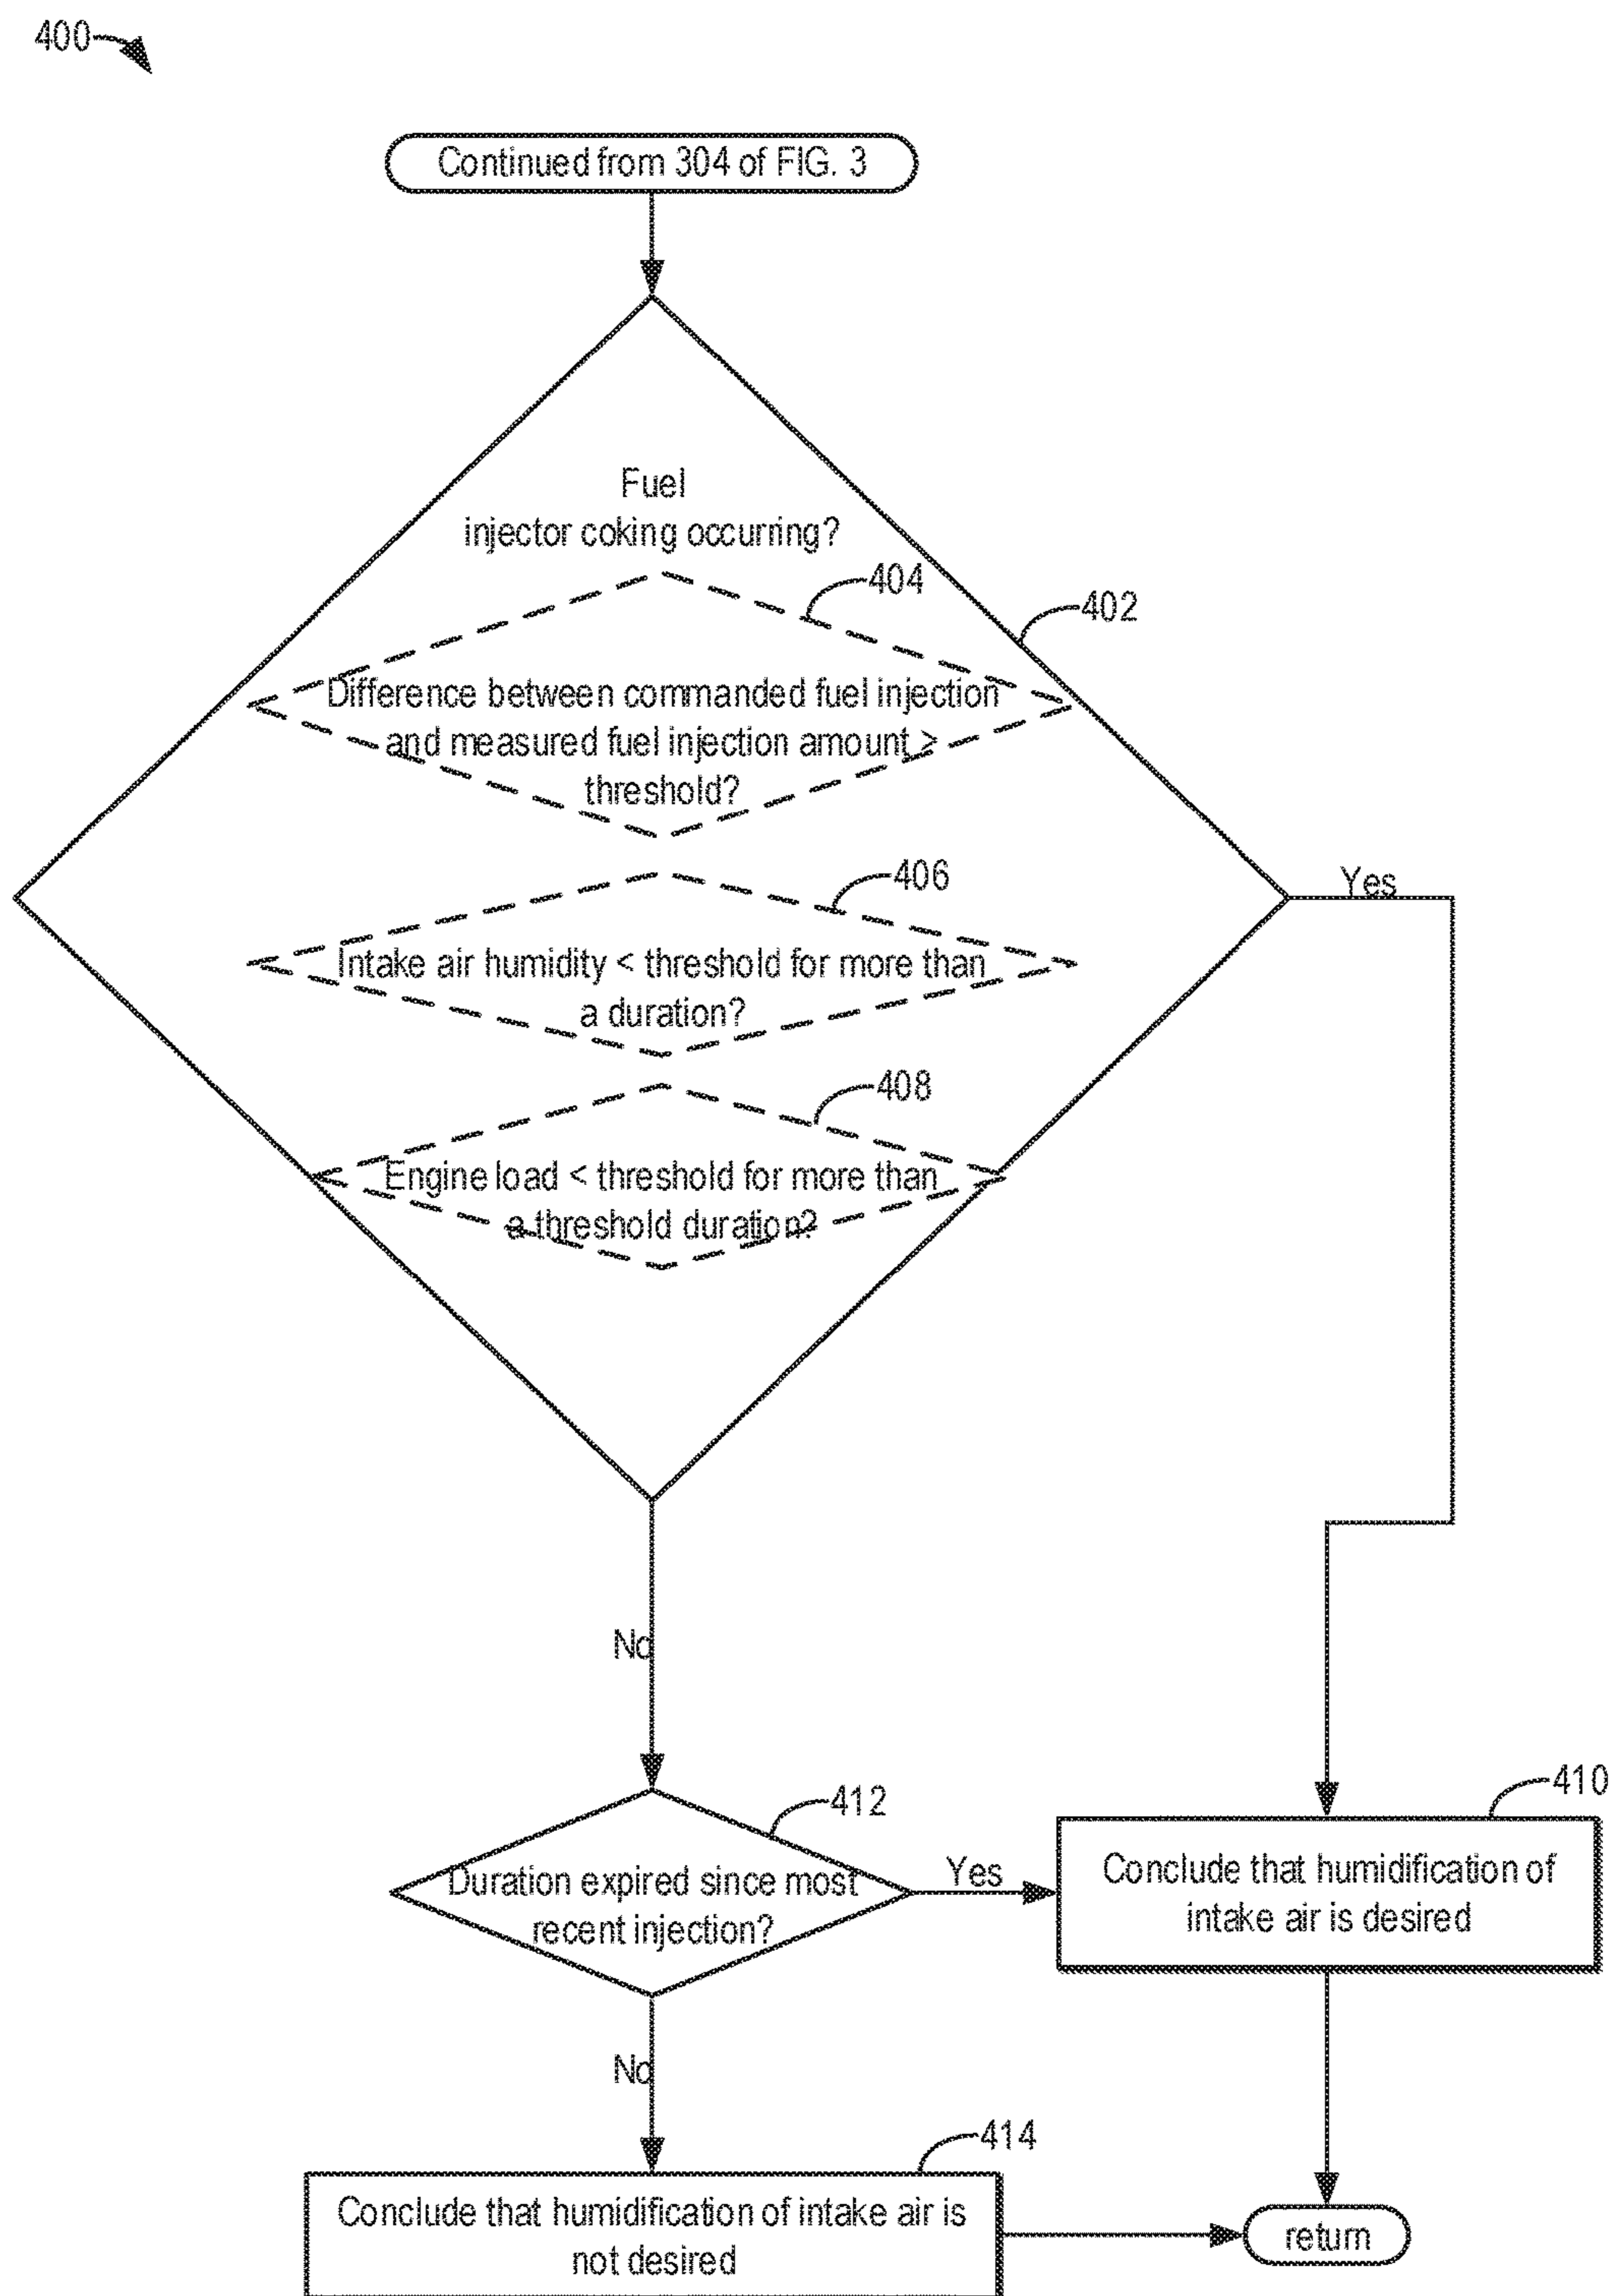 400
Continued from 304 of FIG. 3
Fuel
injector coking occurring?
404
402
Difference between commanded fuel injection
and measured fuel injection amount ≥
threshold?
406
Yes
Intake air humidity < threshold for more than
a duration?
408
Engine load < threshold for more than
a threshold duration?
No
412
410
Duration expired since most
recent injection?
Yes
Conclude that humidification of
intake air is desired
No
414
Conclude that humidification of intake air is
not desired
return